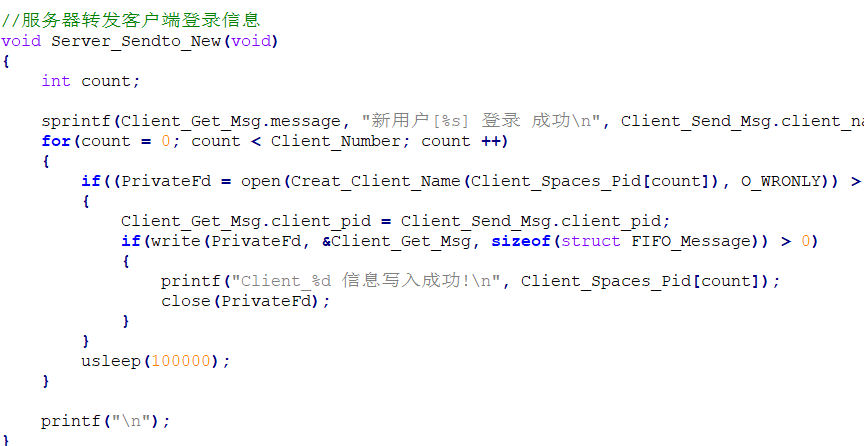 //服务器转发客户端登录信息
void Server_Sendto_New(void)
{
    int count;
    sprintf(Client_Get_Msg.message, "新用户[%s] 登录 成功\n", Client_Send_Msg.client_na
    for(count = 0; count < Client_Number; count ++)
    {
        if((PrivateFd = open(Creat_Client_Name(Client_Spaces_Pid[count]), O_WRONLY)) >
        {
            Client_Get_Msg.client_pid = Client_Send_Msg.client_pid;
            if(write(PrivateFd, &Client_Get_Msg, sizeof(struct FIFO_Message)) > 0)
            {
                printf("Client_%d 信息写入成功!\n", Client_Spaces_Pid[count]);
                close(PrivateFd);
            }
        }
        usleep(100000);
    }
    printf("\n");
}